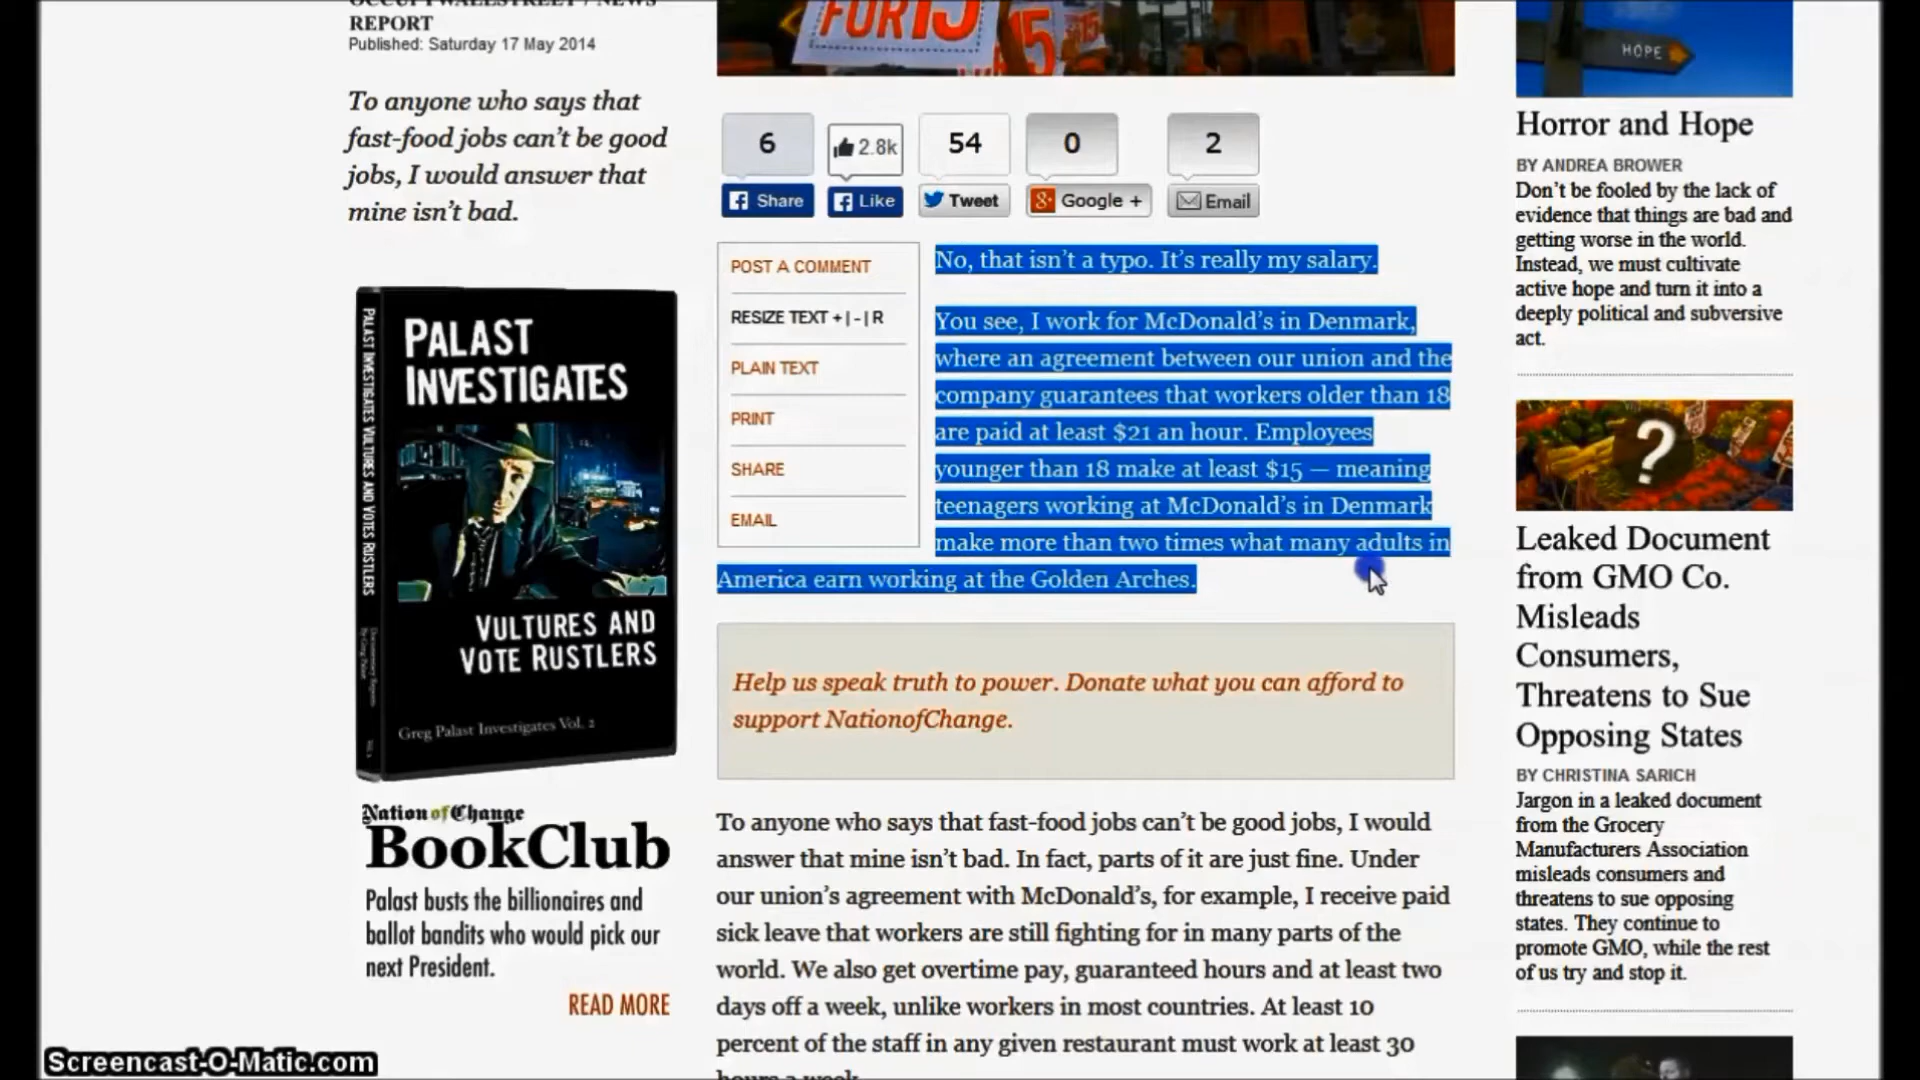 OCCUPYWALLSTREET / NEWS
REPORT
Published: Saturday 17 May 2014
To anyone who says that
fast-food jobs can't be good
jobs, I would answer that
mine isn't bad.
PALAST INVESTIGATES VULTURES AND VOTE RUSTLERS
PALAST
INVESTIGATES
VULTURES AND
VOTE RUSTLERS
Greg Palast Investigates Vol. 2
NationofChange
BookClub
Palast busts the billionaires and
ballot bandits who would pick our
next President.
READ MORE
FOR 15
15
$15
6
2.8k
54
0
2
Share
Like
Tweet
Google +
Email
POST A COMMENT
RESIZE TEXT + | - | R
PLAIN TEXT
PRINT
SHARE
EMAIL
No, that isn't a typo. It's really my salary.
You see, I work for McDonald's in Denmark,
where an agreement between our union and the
company guarantees that workers older than 18
are paid at least $21 an hour. Employees
younger than 18 make at least $15 — meaning
teenagers working at McDonald's in Denmark
make more than two times what many adults in
America earn working at the Golden Arches.
Help us speak truth to power. Donate what you can afford to
support NationofChange.
To anyone who says that fast-food jobs can't be good jobs, I would
answer that mine isn't bad. In fact, parts of it are just fine. Under
our union's agreement with McDonald's, for example, I receive paid
sick leave that workers are still fighting for in many parts of the
world. We also get overtime pay, guaranteed hours and at least two
days off a week, unlike workers in most countries. At least 10
percent of the staff in any given restaurant must work at least 30
hours a week.
HOPE
Horror and Hope
BY ANDREA BROWER
Don't be fooled by the lack of
evidence that things are bad and
getting worse in the world.
Instead, we must cultivate
active hope and turn it into a
deeply political and subversive
act.
?
Leaked Document
from GMO Co.
Misleads
Consumers,
Threatens to Sue
Opposing States
BY CHRISTINA SARICH
Jargon in a leaked document
from the Grocery
Manufacturers Association
misleads consumers and
threatens to sue opposing
states. They continue to
promote GMO, while the rest
of us try and stop it.
Screencast-O-Matic.com